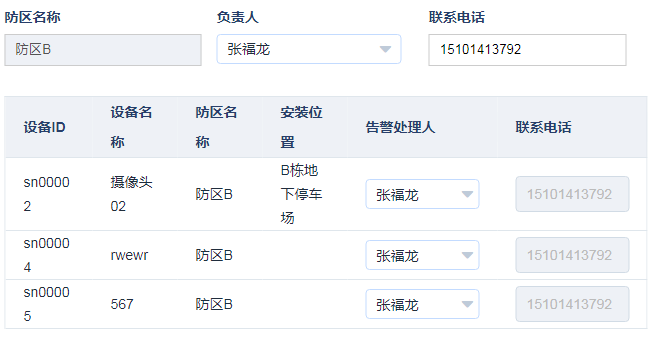 防区名称 负责人 联系电话
防区B 张福龙 15101413792
设备ID 设备名称 防区名称 安装位置 告警处理人 联系电话
sn00002 摄像头02 防区B B栋地下停车场 张福龙 15101413792
sn00004 rwewr 防区B 张福龙 15101413792
sn00005 567 防区B 张福龙 15101413792